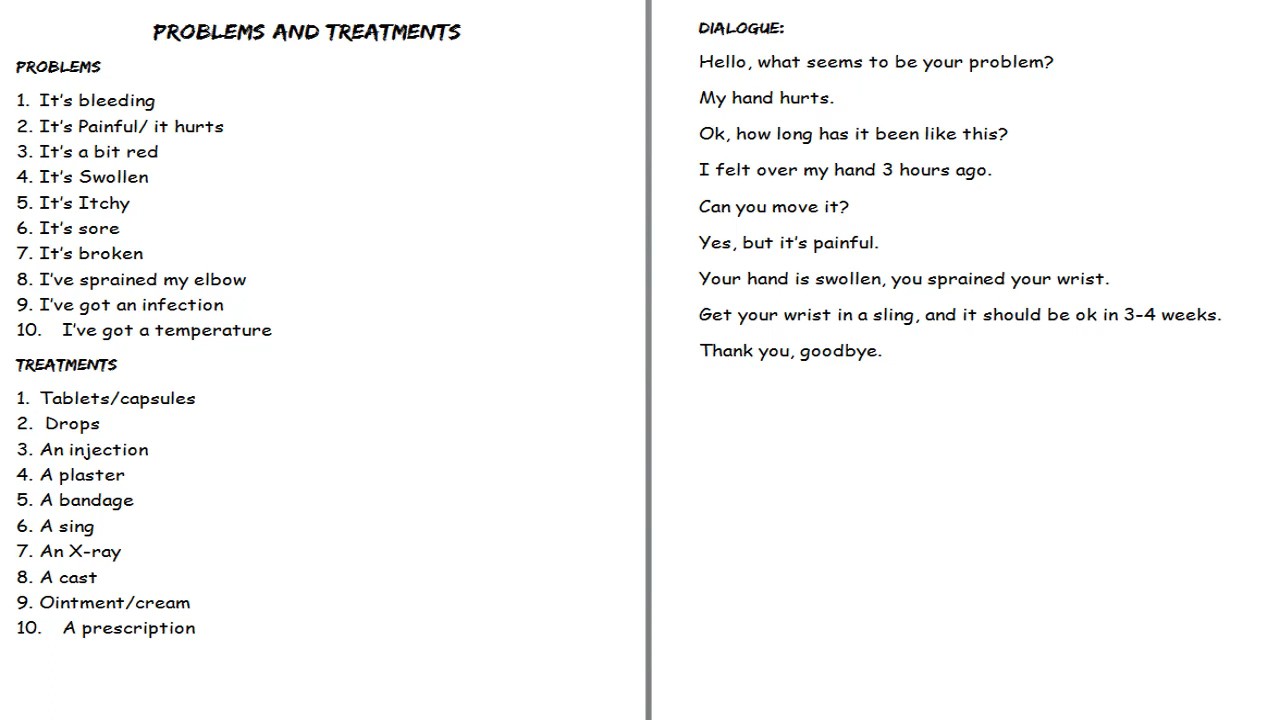 PROBLEMS AND TREATMENTS
PROBLEMS
1. It's bleeding
2. It's Painful/ it hurts
3. It's a bit red
4. It's Swollen
5. It's Itchy
6. It's sore
7. It's broken
8. I've sprained my elbow
9. I've got an infection
10. I've got a temperature
TREATMENTS
1. Tablets/capsules
2. Drops
3. An injection
4. A plaster
5. A bandage
6. A sing
7. An X-ray
8. A cast
9. Ointment/cream
10. A prescription
DIALOGUE:
Hello, what seems to be your problem?
My hand hurts.
Ok, how long has it been like this?
I felt over my hand 3 hours ago.
Can you move it?
Yes, but it's painful.
Your hand is swollen, you sprained your wrist.
Get your wrist in a sling, and it should be ok in 3-4 weeks.
Thank you, goodbye.